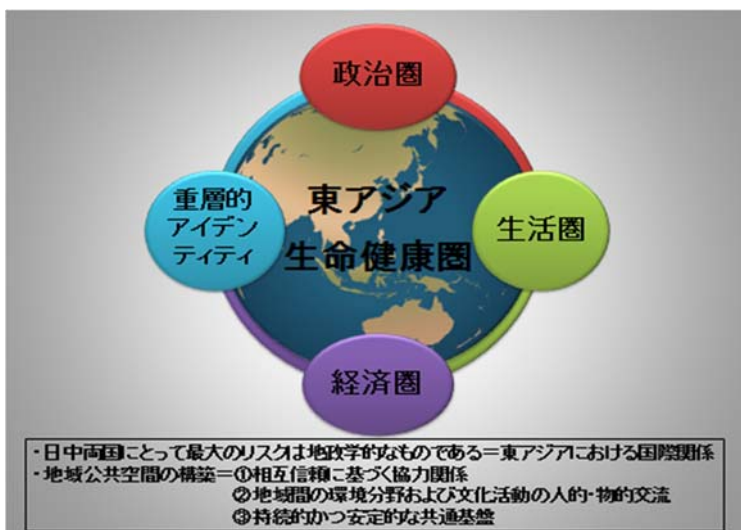 政治圏
重層的
アイデン
ティティ
東アジア
生命健康圏
生活圏
経済圏
・日中両国にとって最大のリスクは地政学的なものである＝東アジアにおける国際関係
・地域公共空間の構築＝①相互信頼に基づく協力関係
②地域間の環境分野および文化活動の人的・物的交流
③持続的かつ安定的な共通基盤